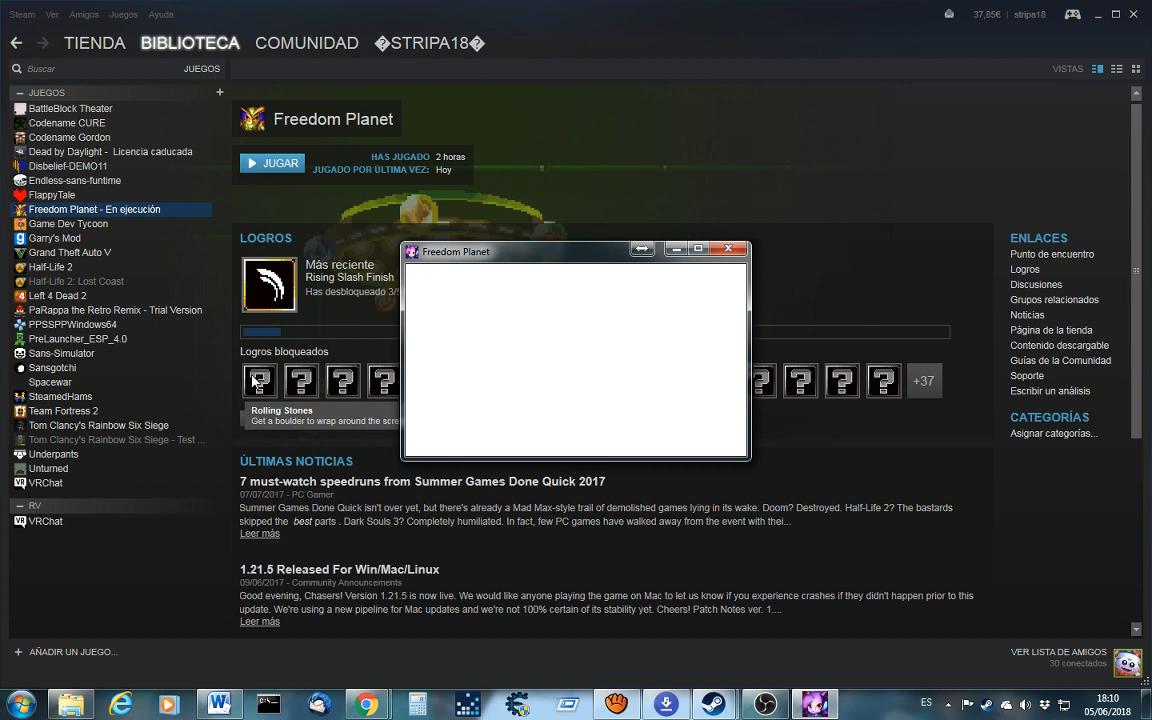 Steam Ver Amigos Juegos Ayuda
37,85€ stripa18
TIENDA BIBLIOTECA COMUNIDAD �STRIPA18�
Buscar JUEGOS VISTAS
JUEGOS
BattleBlock Theater
Codename CURE
Codename Gordon
Dead by Daylight - Licencia caducada
Disbelief-DEMO11
Endless-sans-funtime
FlappyTale
Freedom Planet - En ejecución
Game Dev Tycoon
Garry's Mod
Grand Theft Auto V
Half-Life 2
Half-Life 2: Lost Coast
Left 4 Dead 2
PaRappa the Retro Remix - Trial Version
PPSSPPWindows64
PreLauncher_ESP_4.0
Sans-Simulator
Sansgotchi
Spacewar
SteamedHams
Team Fortress 2
Tom Clancy's Rainbow Six Siege
Tom Clancy's Rainbow Six Siege - Test ...
Underpants
Unturned
VRChat
RV
VRChat
AÑADIR UN JUEGO...
Freedom Planet
JUGAR
HAS JUGADO 2 horas
JUGADO POR ÚLTIMA VEZ: Hoy
LOGROS
Más reciente
Rising Slash Finish
Has desbloqueado 3/5
Logros bloqueados
+37
Rolling Stones
Get a boulder to wrap around the scre
Freedom Planet
ÚLTIMAS NOTICIAS
7 must-watch speedruns from Summer Games Done Quick 2017
07/07/2017 - PC Gamer
Summer Games Done Quick isn't over yet, but there's already a Mad Max-style trail of demolished games lying in its wake. Doom? Destroyed. Half-Life 2? The bastards
skipped the best parts . Dark Souls 3? Completely humiliated. In fact, few PC games have walked away from the event with thei...
Leer más
1.21.5 Released For Win/Mac/Linux
09/06/2017 - Community Announcements
Good evening, Chasers! Version 1.21.5 is now live. We would like anyone playing the game on Mac to let us know if you experience crashes if they didn't happen prior to this
update. We're using a new pipeline for Mac updates and we're not 100% certain of its stability yet. Cheers! Patch Notes ver. 1....
Leer más
ENLACES
Punto de encuentro
Logros
Discusiones
Grupos relacionados
Noticias
Página de la tienda
Contenido descargable
Guías de la Comunidad
Soporte
Escribir un análisis
CATEGORÍAS
Asignar categorías...
VER LISTA DE AMIGOS
30 conectados
ES
18:10
05/06/2018